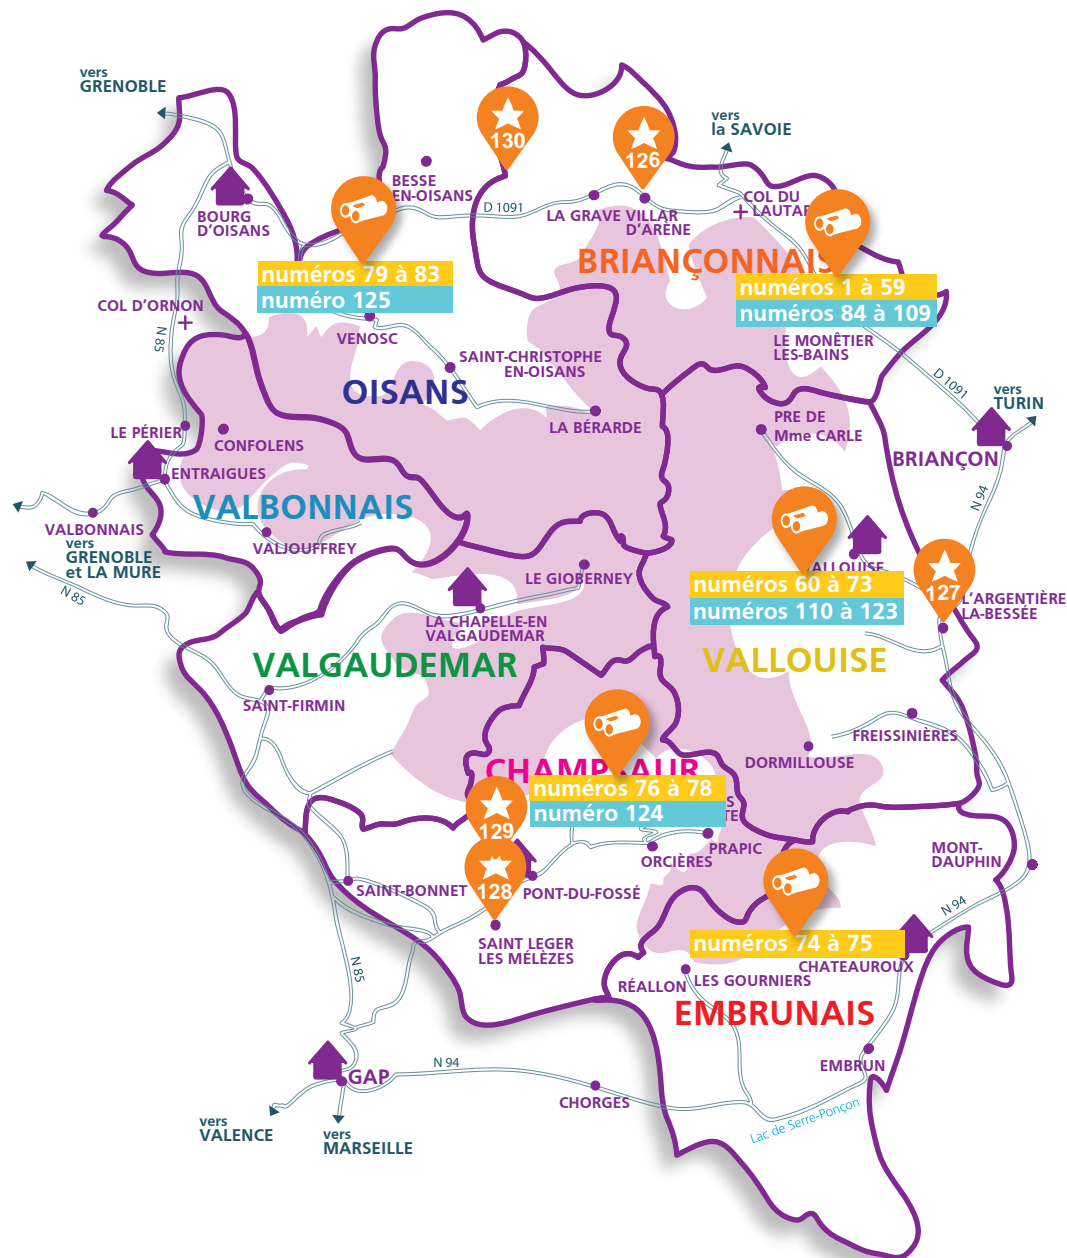 vers
GRENOBLE
130
126
vers
la SAVOIE
BESSE
EN-OISANS
D 1091
LA GRAVE
VILLAR
D'ARÈNE
COL DU
BOURG
D'OISANS
BRIANÇONNAIS
numéros 79 à 83
numéro 125
numéros 1 à 59
numéros 84 à 109
COL D'ORNON
N 85
VENOSC
LE MONÊTIER
LES-BAINS
SAINT-CHRISTOPHE
EN-OISANS
OISANS
D 1091
vers
TURIN
LA BÉRARDE
PRE DE
Mme CARLE
LE PÉRIER
CONFOLENS
BRIANÇON
ENTRAIGUES
VALBONNAIS
N 94
VALBONNAIS
vers
GRENOBLE
et LA MURE
VALJOUFFREY
N 85
LE GIOBERNEY
numéros 60 à 73
numéros 110 à 123
127
L'ARGENTIÈRE
LA-BESSÉE
LA CHAPELLE-EN
VALGAUDEMAR
VALGAUDEMAR
VALLOUISE
SAINT-FIRMIN
FREISSINIÈRES
DORMILLOUSE
CHAMPSAUR
numéros 76 à 78
numéro 124
129
PRAPIC
ORCIÈRES
MONT-
DAUPHIN
128
SAINT-BONNET
PONT-DU-FOSSÉ
N 94
SAINT LEGER
LES MÉLÈZES
numéros 74 à 75
CHATEAUROUX
N 85
RÉALLON
LES GOURNIERS
EMBRUNAIS
N 94
EMBRUN
GAP
CHORGES
Lac de Serre-Ponçon
vers
VALENCE
vers
MARSEILLE